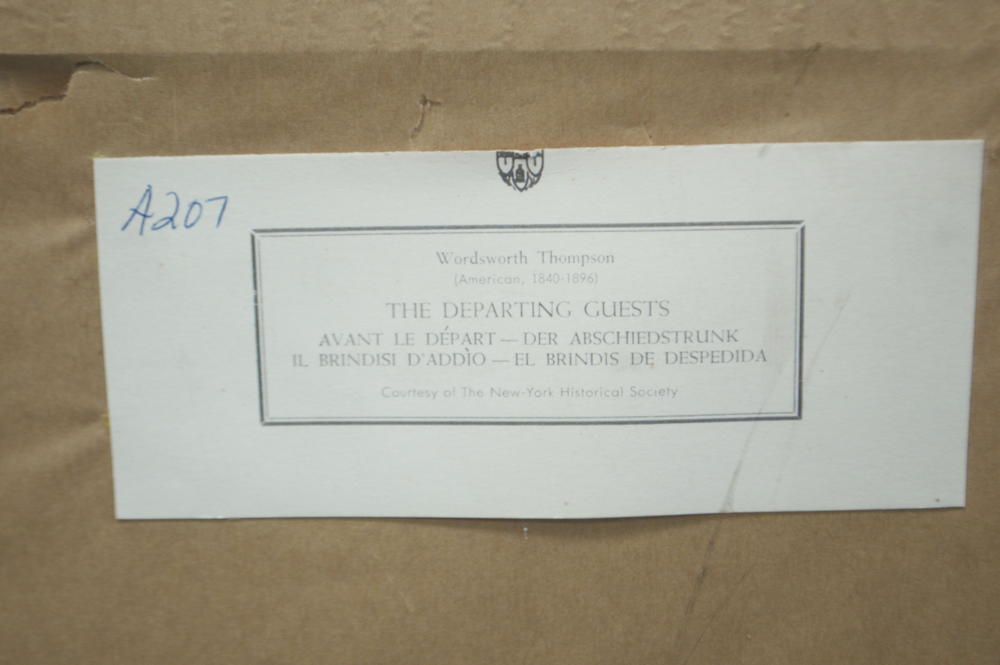 A207
Wordsworth Thompson
(American, 1840-1896)
THE DEPARTING GUESTS
AVANT LE DÉPART — DER ABSCHIEDSTRUNK
IL BRINDISI D'ADDÌO — EL BRINDIS DE DESPEDIDA
Courtesy of The New-York Historical Society